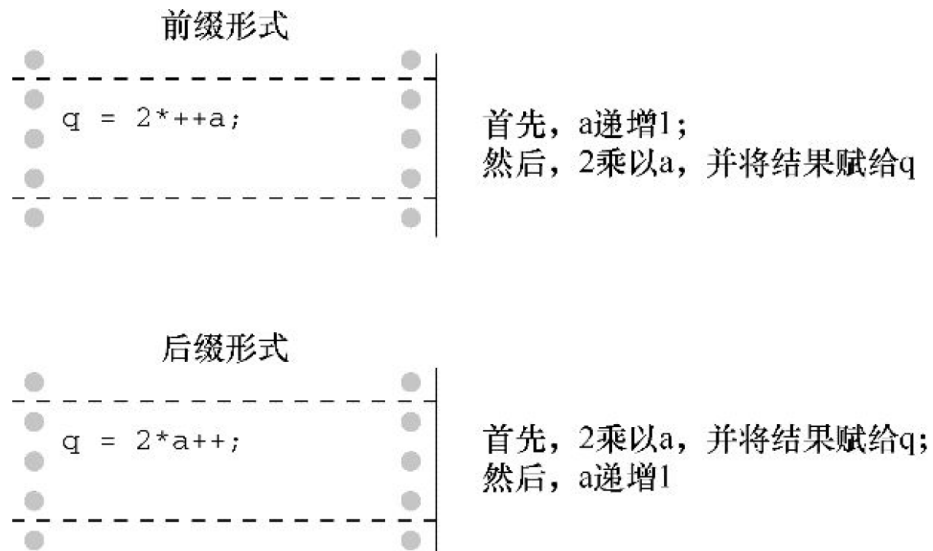 前缀形式
q = 2*++a;
首先，a递增1；
然后，2乘以a，并将结果赋给q
后缀形式
q = 2*a++;
首先，2乘以a，并将结果赋给q；
然后，a递增1